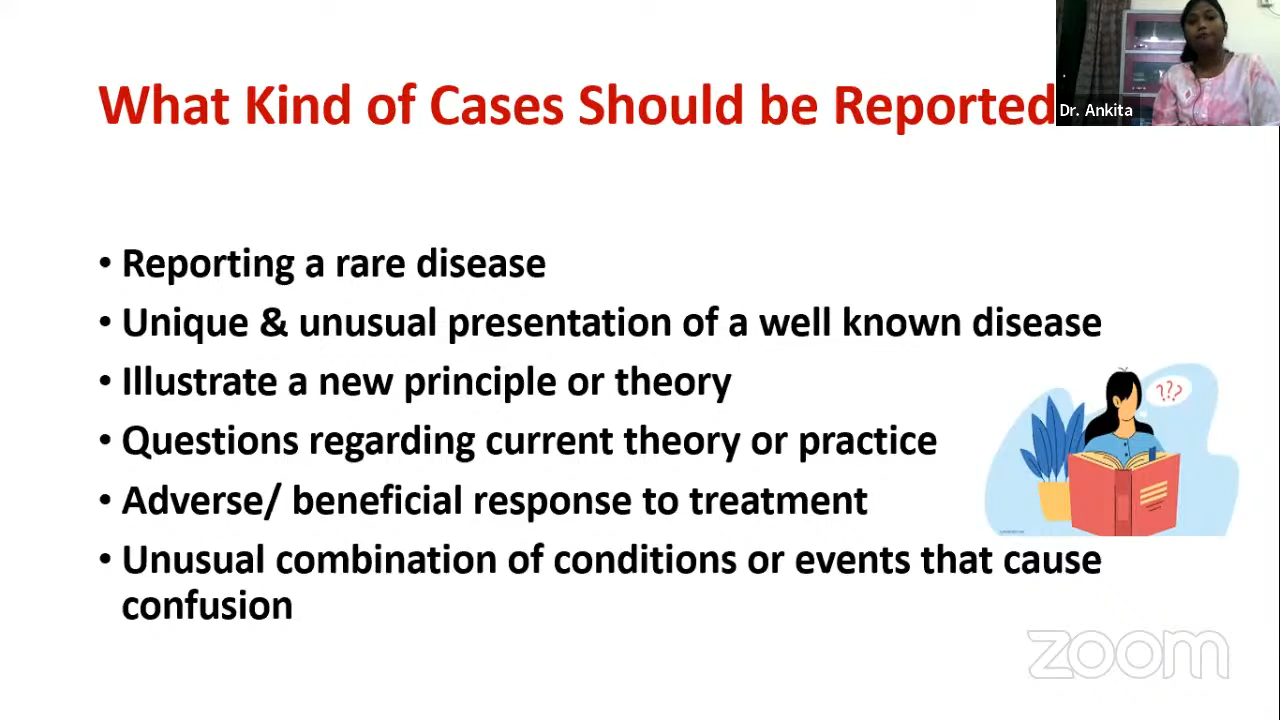 What Kind of Cases Should be Reported
Dr. Ankita
• Reporting a rare disease
• Unique & unusual presentation of a well known disease
• Illustrate a new principle or theory
???
• Questions regarding current theory or practice
• Adverse/ beneficial response to treatment
• Unusual combination of conditions or events that cause
confusion
zoom